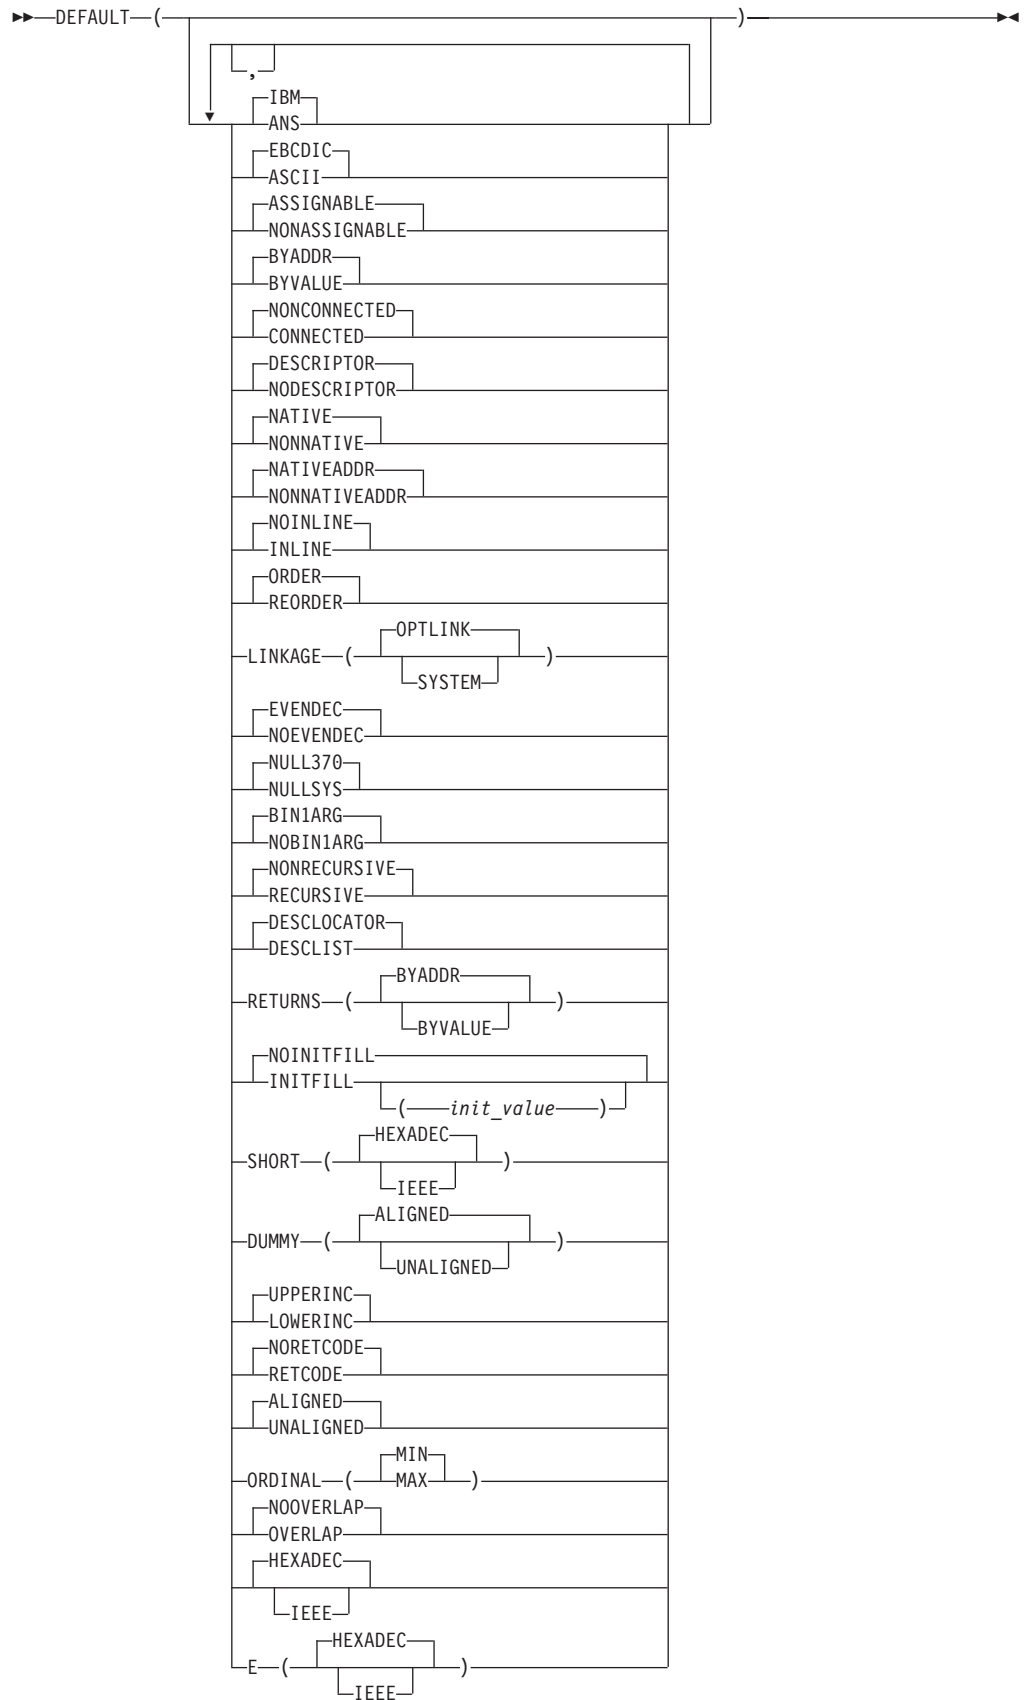 DEFAULT ( )
,
IBM
ANS
EBCDIC
ASCII
ASSIGNABLE
NONASSIGNABLE
BYADDR
BYVALUE
NONCONNECTED
CONNECTED
DESCRIPTOR
NODESCRIPTOR
NATIVE
NONNATIVE
NATIVEADDR
NONNATIVEADDR
NOINLINE
INLINE
ORDER
REORDER
OPTLINK
LINKAGE ( )
SYSTEM
EVENDEC
NOEVENDEC
NULL370
NULLSYS
BIN1ARG
NOBIN1ARG
NONRECURSIVE
RECURSIVE
DESCLOCATOR
DESCLIST
BYADDR
RETURNS ( )
BYVALUE
NOINITFILL
INITFILL
( init_value )
HEXADEC
SHORT ( )
IEEE
ALIGNED
DUMMY ( )
UNALIGNED
UPPERINC
LOWERINC
NORETCODE
RETCODE
ALIGNED
UNALIGNED
MIN
ORDINAL ( MAX )
NOOVERLAP
OVERLAP
HEXADEC
IEEE
HEXADEC
E ( )
IEEE